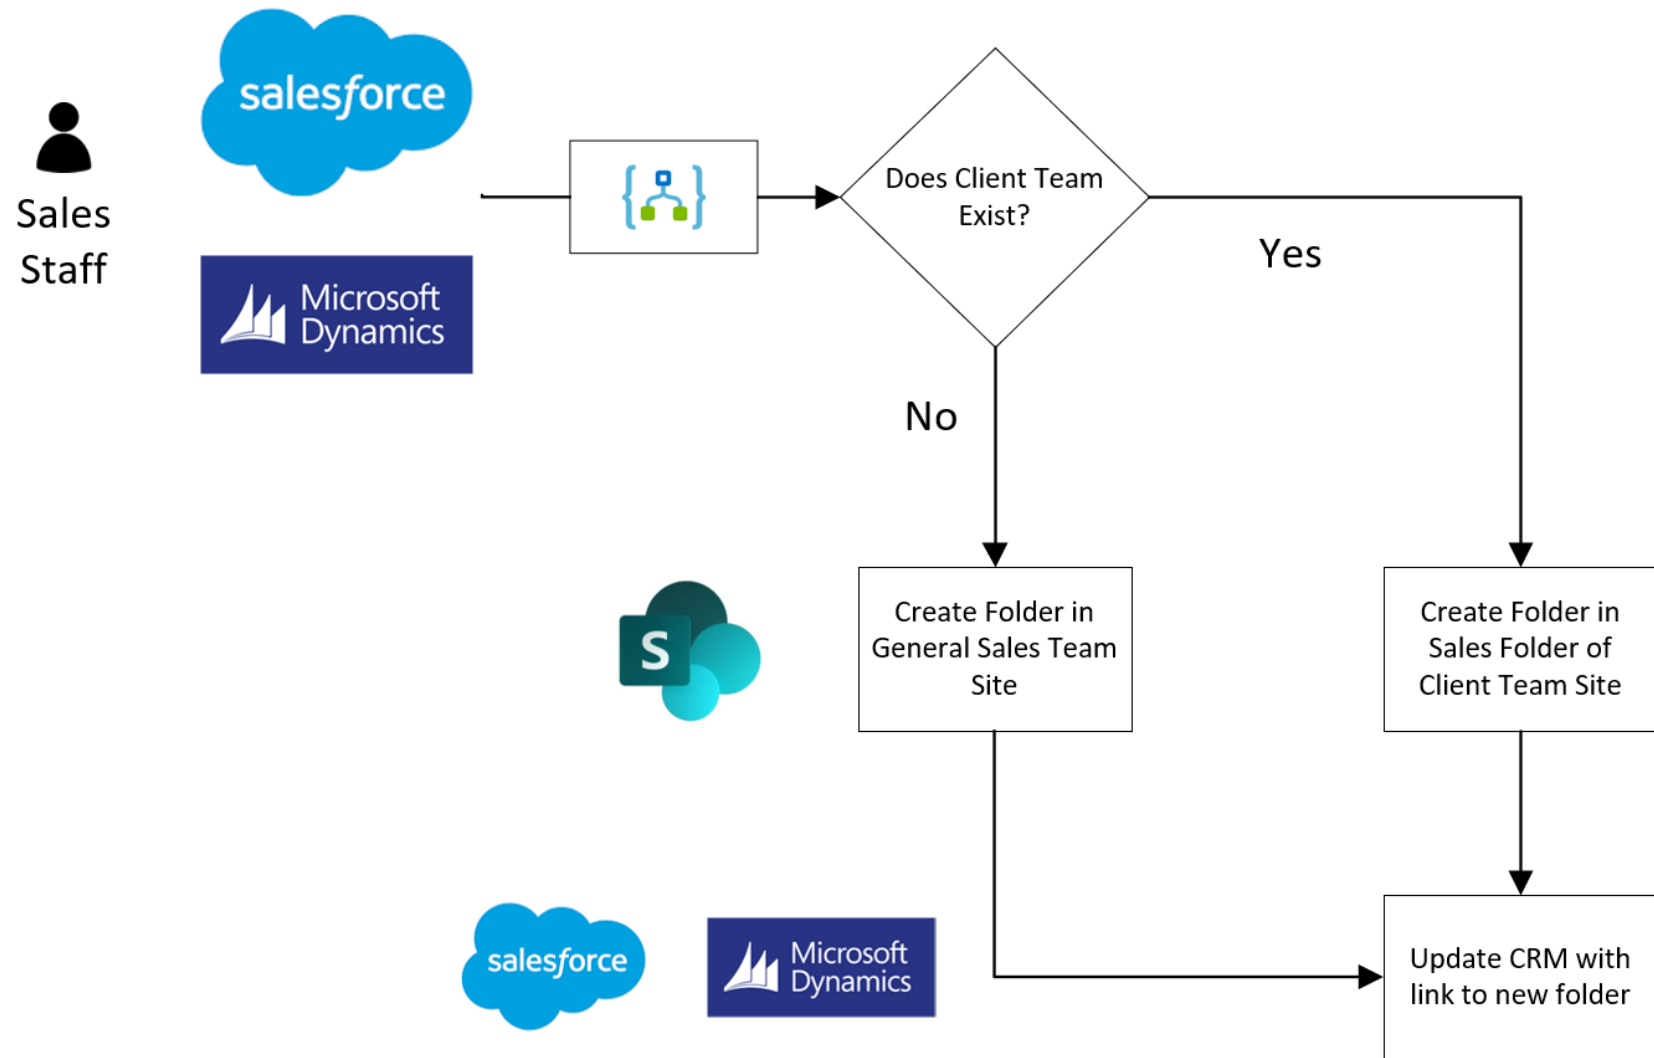 salesforce
Sales
Staff
Microsoft
Dynamics
Does Client Team
Exist?
Yes
No
S
Create Folder in
General Sales Team
Site
Create Folder in
Sales Folder of
Client Team Site
salesforce
Microsoft
Dynamics
Update CRM with
link to new folder